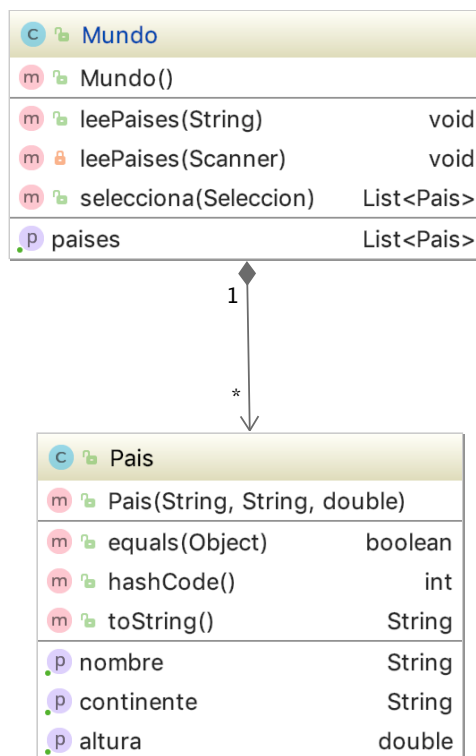 C Mundo
m Mundo()
m leePaises(String) void
m leePaises(Scanner) void
m selecciona(Seleccion) List<Pais>
p paises List<Pais>
1
*
C Pais
m Pais(String, String, double)
m equals(Object) boolean
m hashCode() int
m toString() String
p nombre String
p continente String
p altura double